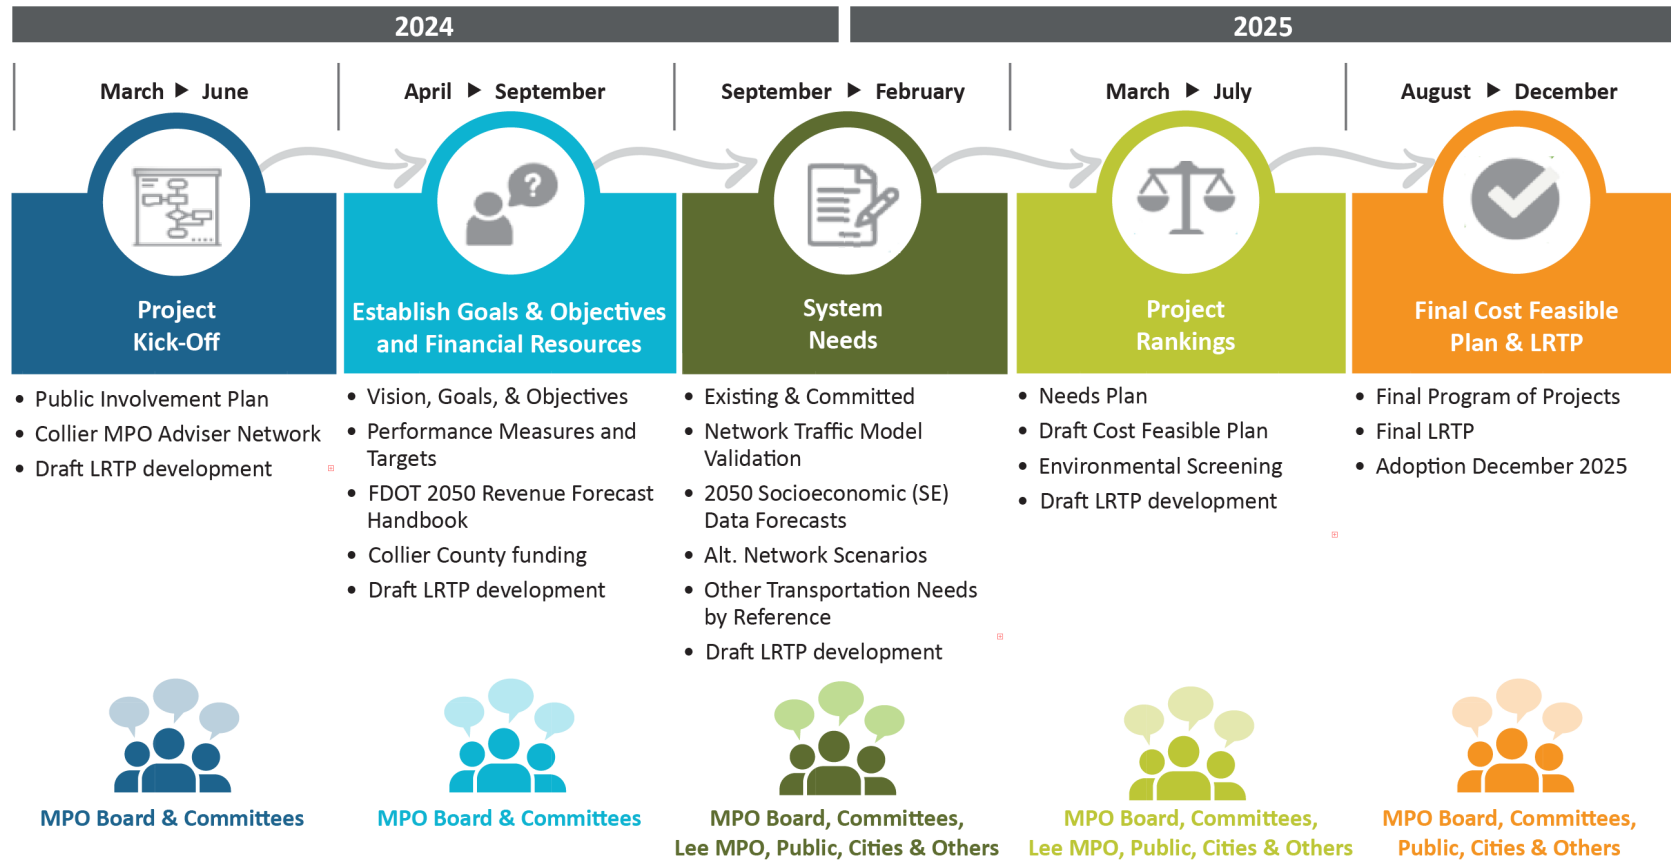 2024
2025
March ▶ June
April ▶ September
September ▶ February
March ▶ July
August ▶ December
?
Project
Kick-Off
Establish Goals & Objectives
and Financial Resources
System
Needs
Project
Rankings
Final Cost Feasible
Plan & LRTP
• Public Involvement Plan
• Collier MPO Adviser Network
• Draft LRTP development
• Vision, Goals, & Objectives
• Performance Measures and
Targets
• FDOT 2050 Revenue Forecast
Handbook
• Collier County funding
• Draft LRTP development
• Existing & Committed
• Network Traffic Model
Validation
• 2050 Socioeconomic (SE)
Data Forecasts
• Alt. Network Scenarios
• Other Transportation Needs
by Reference
• Draft LRTP development
• Needs Plan
• Draft Cost Feasible Plan
• Environmental Screening
• Draft LRTP development
• Final Program of Projects
• Final LRTP
• Adoption December 2025
MPO Board & Committees
MPO Board & Committees
MPO Board, Committees,
Lee MPO, Public, Cities & Others
MPO Board, Committees,
Lee MPO, Public, Cities & Others
MPO Board, Committees,
Public, Cities & Others